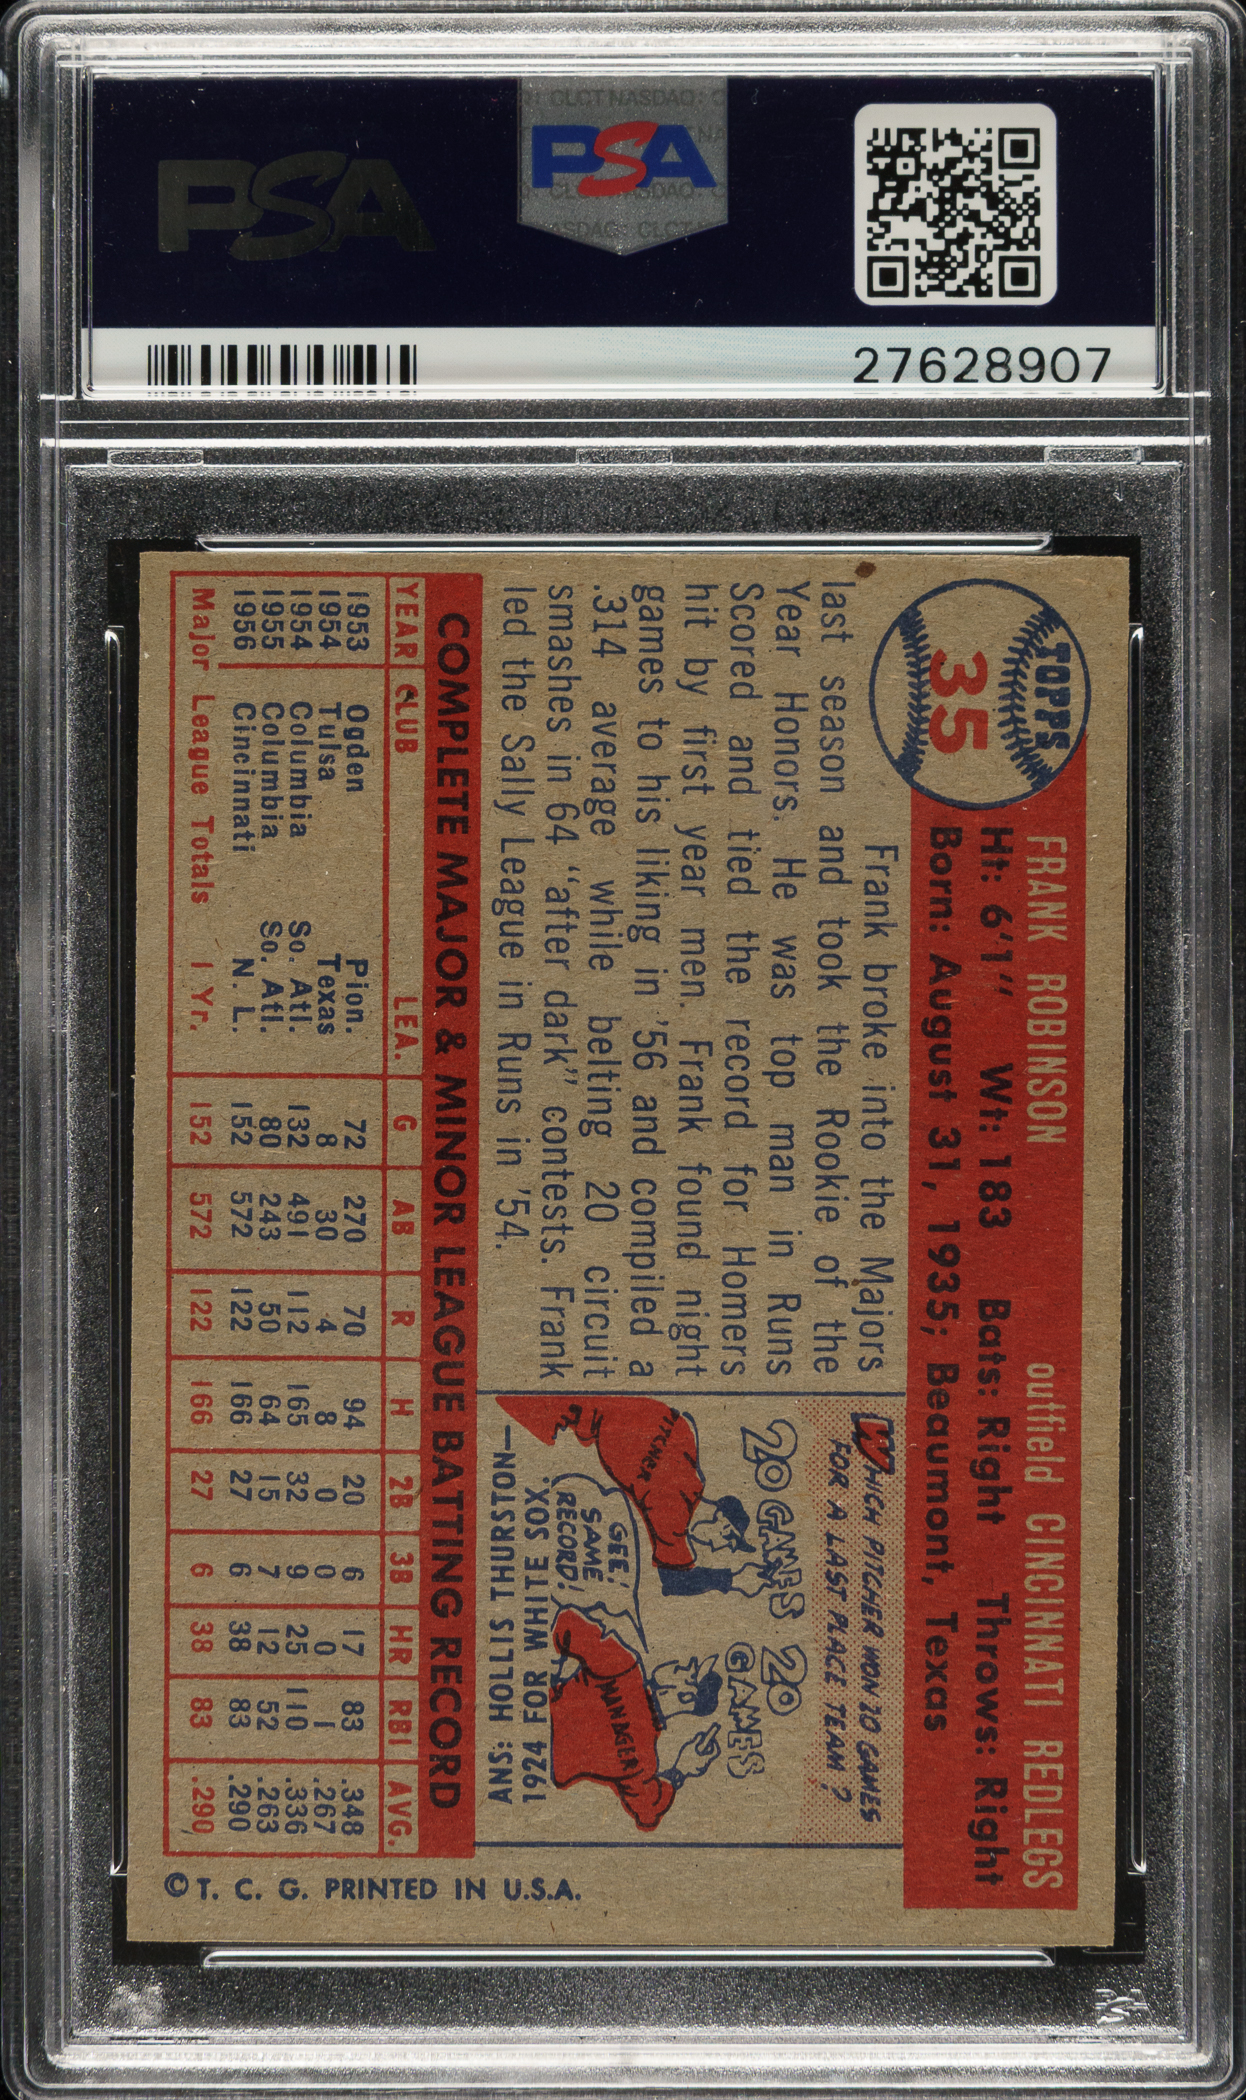 PSA
CLCT NASDAQ
PSA
CLCT NASDAQ
NASDAQ: CLCT
27628907
TOPPS
35
FRANK ROBINSON outfield CINCINNATI REDLEGS
Ht: 6'1" Wt: 183 Bats: Right Throws: Right
Born: August 31, 1935; Beaumont, Texas
Frank broke into the Majors
last season and took the Rookie of the
Year Honors. He was top man in Runs
Scored and tied the record for Homers
hit by first year men. Frank found night
games to his liking in '56 and compiled a
.314 average while belting 20 circuit
smashes in 64 "after dark" contests. Frank
led the Sally League in Runs in '54.
WHICH PITCHER WON 20 GAMES
FOR A LAST PLACE TEAM?
20 GAMES
20 GAMES
PITCHER
GEE!
SAME
RECORD!
MANAGER
ANS: HOLLIS THURSTON—
1924 FOR WHITE SOX.
COMPLETE MAJOR & MINOR LEAGUE BATTING RECORD
YEAR CLUB LEA. G AB R H 2B 3B HR RBI AVG.
1953 Ogden Pion. 72 270 70 94 20 6 17 83 .348
1954 Tulsa Texas 8 30 4 8 0 0 0 1 .267
1954 Columbia So. Atl. 132 491 112 165 32 9 25 110 .336
1955 Columbia So. Atl. 80 243 50 64 15 7 12 52 .263
1956 Cincinnati N. L. 152 572 122 166 27 6 38 83 .290
Major League Totals 1 Yr. 152 572 122 166 27 6 38 83 .290
© T. C. G. PRINTED IN U.S.A.